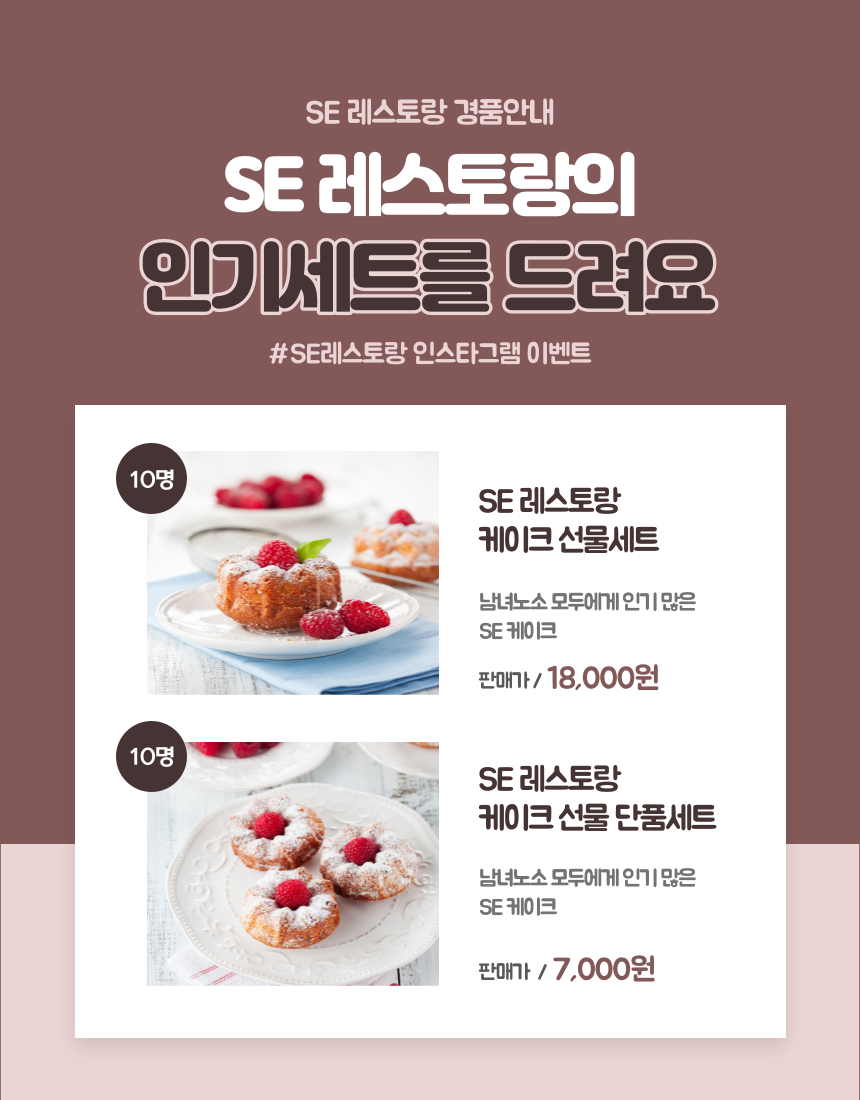 SE 레스토랑 경품안내
SE 레스토랑의
인기세트를 드려요
#SE레스토랑 인스타그램 이벤트
10명
SE 레스토랑
케이크 선물세트
남녀노소 모두에게 인기 많은
SE 케이크
판매가 / 18,000원
10명
SE 레스토랑
케이크 선물 단품세트
남녀노소 모두에게 인기 많은
SE 케이크
판매가 / 7,000원